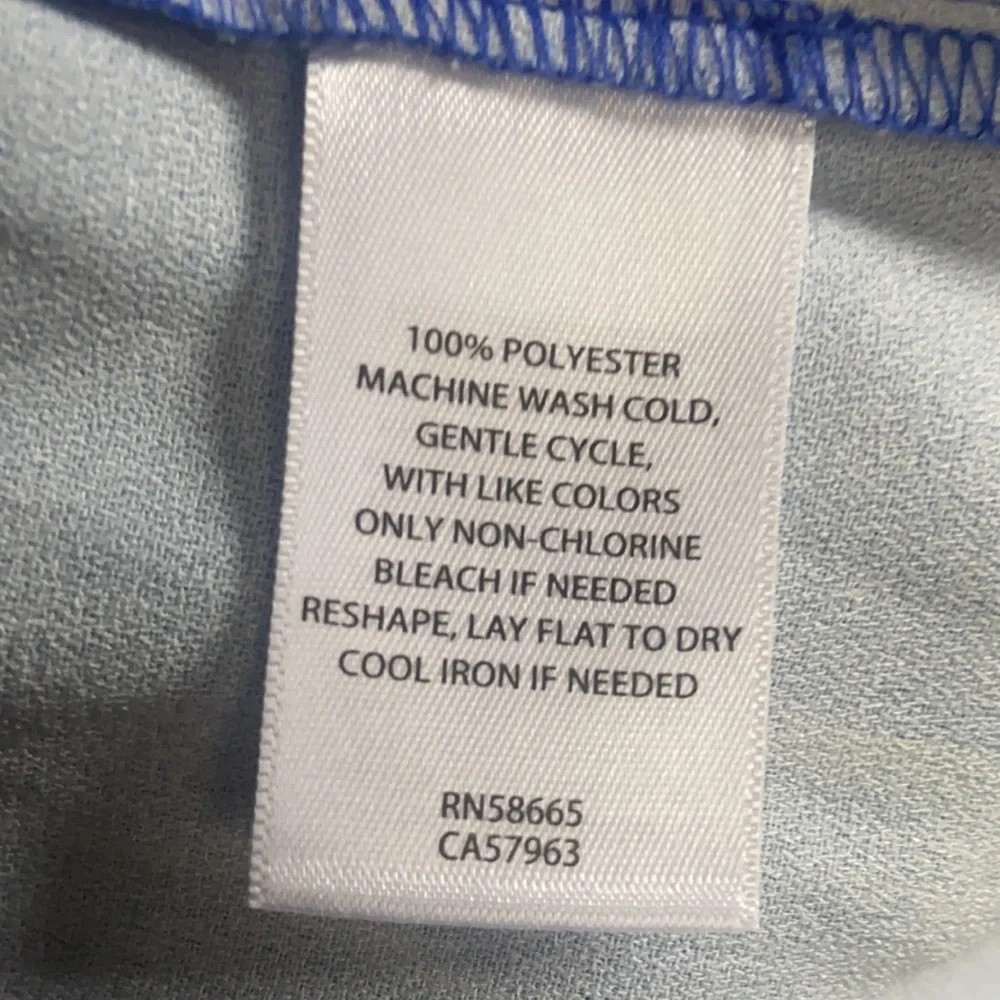 100% POLYESTER
MACHINE WASH COLD,
GENTLE CYCLE,
WITH LIKE COLORS
ONLY NON-CHLORINE
BLEACH IF NEEDED
RESHAPE, LAY FLAT TO DRY
COOL IRON IF NEEDED
RN58665
CA57963